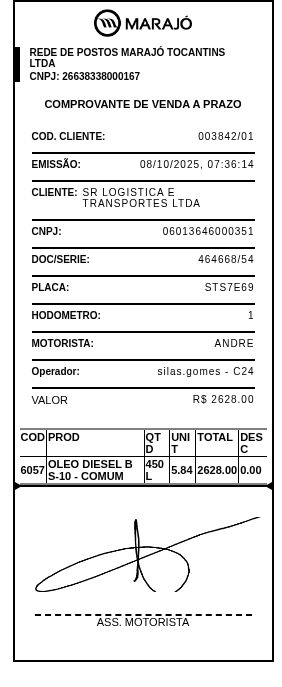 MARAJÓ
REDE DE POSTOS MARAJÓ TOCANTINS
LTDA
CNPJ: 26638338000167
COMPROVANTE DE VENDA A PRAZO
COD. CLIENTE: 003842/01
EMISSÃO: 08/10/2025, 07:36:14
CLIENTE: SR LOGISTICA E
TRANSPORTES LTDA
CNPJ: 06013646000351
DOC/SERIE: 464668/54
PLACA: STS7E69
HODOMETRO: 1
MOTORISTA: ANDRE
Operador: silas.gomes - C24
VALOR R$ 2628.00
COD PROD QT UNI TOTAL DES
D T C
6057 OLEO DIESEL B 450 5.84 2628.00 0.00
S-10 - COMUM L
ASS. MOTORISTA